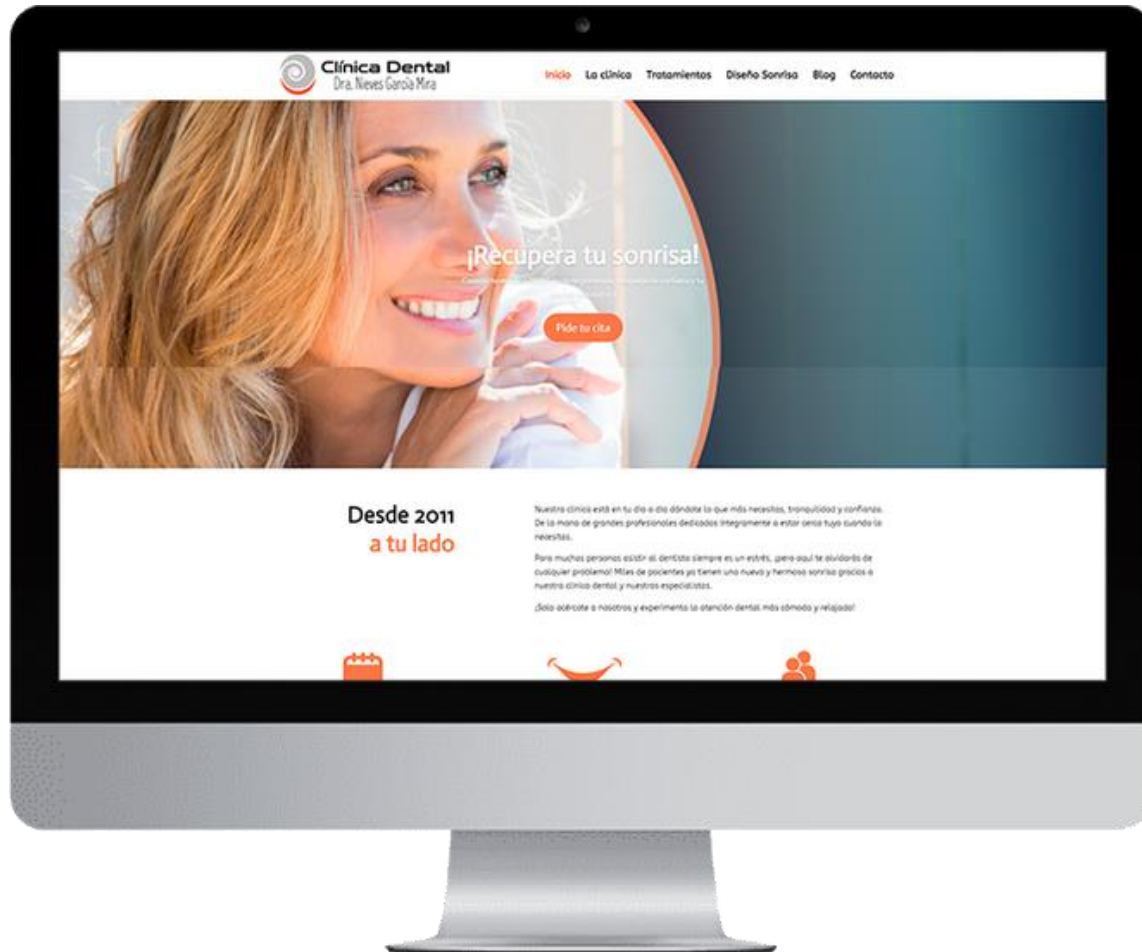 Clínica Dental
Dra. Nieves García Mira
Inicio La clínica Tratamientos Diseño Sonrisa Blog Contacto
¡Recupera tu sonrisa!
Pide tu cita
Desde 2011
a tu lado
Nuestra clínica está en tu día a día dándote lo que más necesitas, tranquilidad y confianza.
De la mano de grandes profesionales dedicados íntegramente a estar cerca tuya cuando lo
necesitas.
Para muchas personas asistir al dentista siempre es un estrés, ¡pero aquí te olvidarás de
cualquier problema! Miles de pacientes ya tienen una nueva y hermosa sonrisa gracias a
nuestra clínica dental y nuestros especialistas.
¡Solo acércate a nosotros y experimenta la atención dental más cómoda y relajada!